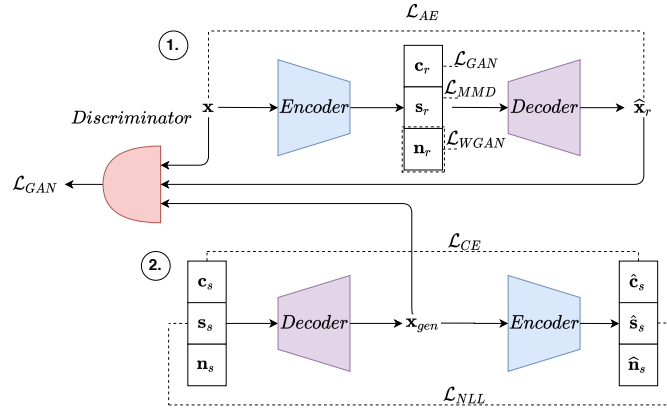 ℒ_AE
1.
c_r
ℒ_GAN
ℒ_MMD
x
Encoder
s_r
Decoder
x̂_r
Discriminator
n_r
ℒ_WGAN
ℒ_GAN
ℒ_CE
2.
c_s
ĉ_s
s_s
Decoder
x_gen
Encoder
ŝ_s
n_s
n̂_s
ℒ_NLL